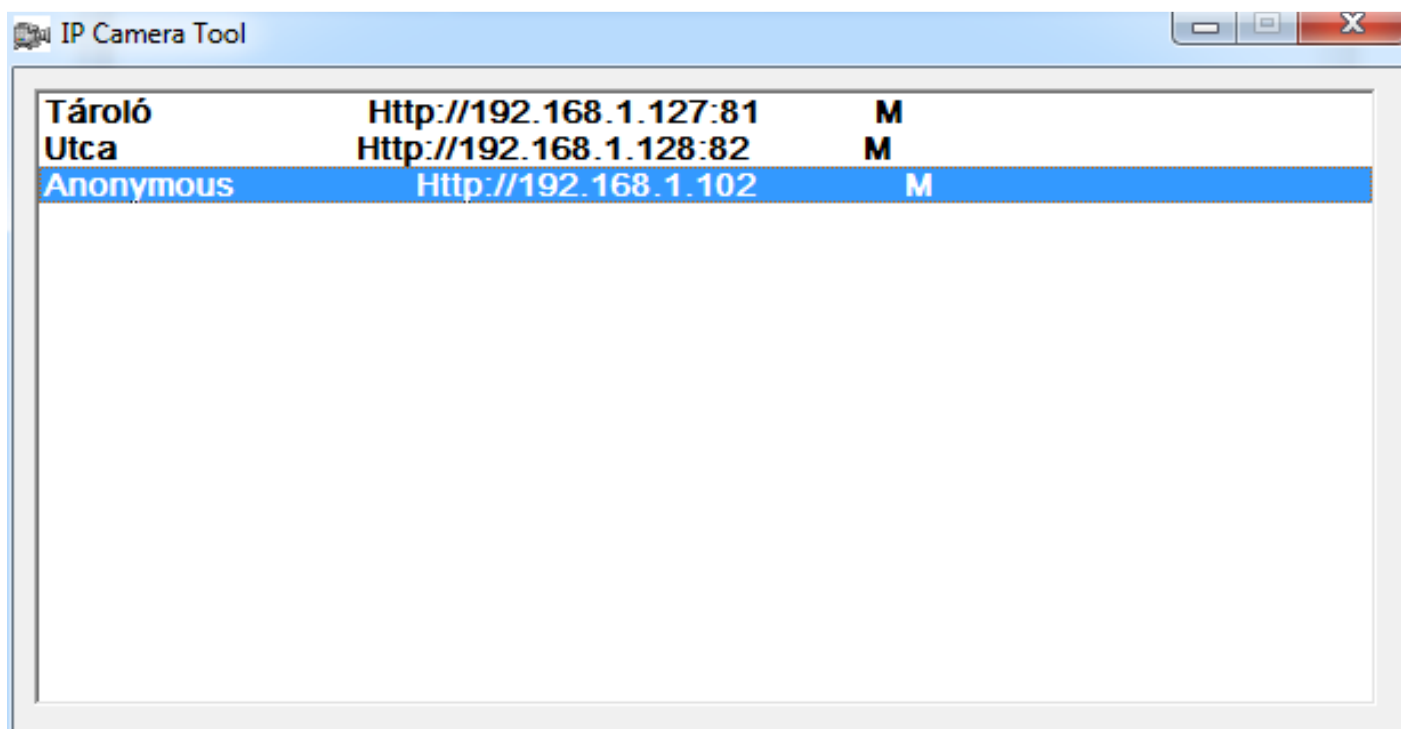 IP Camera Tool
Tároló Http://192.168.1.127:81 M
Utca Http://192.168.1.128:82 M
Anonymous Http://192.168.1.102 M